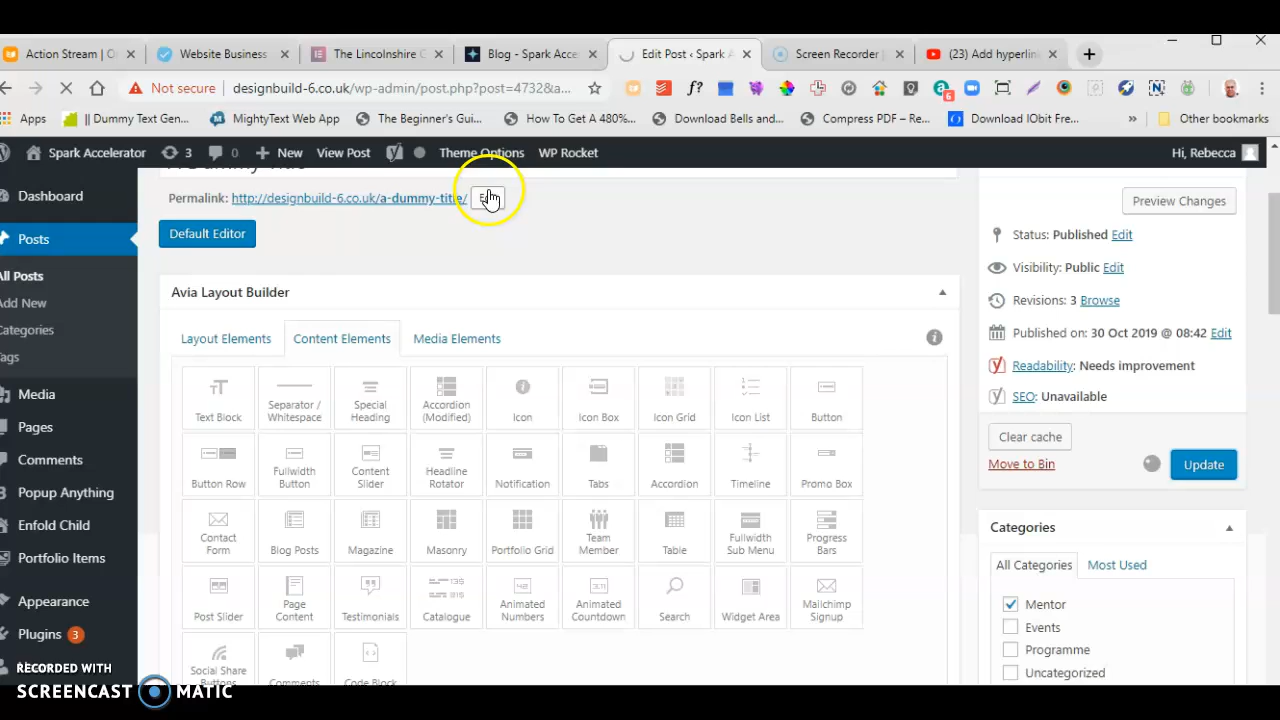 Action Stream | O
Website Business
The Lincolnshire C
Blog - Spark Acce
Edit Post ‹ Spark A
Screen Recorder
(23) Add hyperlink
Not secure
designbuild-6.co.uk/wp-admin/post.php?post=4732&a...
f?
6
Apps
|| Dummy Text Gen...
MightyText Web App
The Beginner's Gui...
How To Get A 480%...
Download Bells and...
Compress PDF – Re...
Download IObit Fre...
»
Other bookmarks
Spark Accelerator
3
0
New
View Post
Theme Options
WP Rocket
Hi, Rebecca
Dashboard
Posts
All Posts
Add New
Categories
Tags
Media
Pages
Comments
Popup Anything
Enfold Child
Portfolio Items
Appearance
Plugins 3
A Dummy Title
Permalink: http://designbuild-6.co.uk/a-dummy-title/
Default Editor
Avia Layout Builder
Layout Elements
Content Elements
Media Elements
Text Block
Separator /
Whitespace
Special
Heading
Accordion
(Modified)
Icon
Icon Box
Icon Grid
Icon List
Button
Button Row
Fullwidth
Button
Content
Slider
Headline
Rotator
Notification
Tabs
Accordion
Timeline
Promo Box
Contact
Form
Blog Posts
Magazine
Masonry
Portfolio Grid
Team
Member
Table
Fullwidth
Sub Menu
Progress
Bars
Post Slider
Page
Content
Testimonials
Catalogue
Animated
Numbers
Animated
Countdown
Search
Widget Area
Mailchimp
Signup
Social Share
Buttons
Comments
Code Block
Preview Changes
Status: Published Edit
Visibility: Public Edit
Revisions: 3 Browse
Published on: 30 Oct 2019 @ 08:42 Edit
Readability: Needs improvement
SEO: Unavailable
Clear cache
Move to Bin
Update
Categories
All Categories
Most Used
Mentor
Events
Programme
Uncategorized
RECORDED WITH
SCREENCAST MATIC